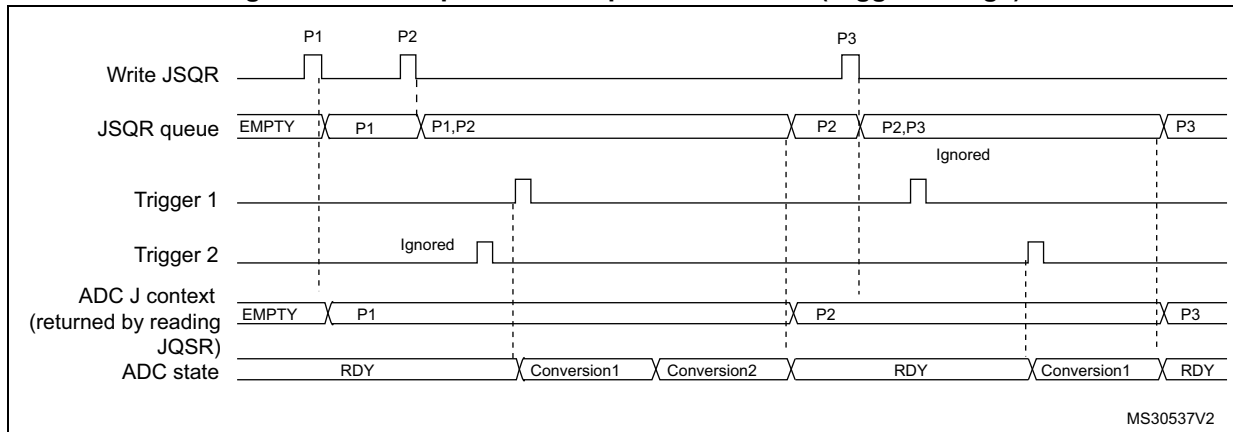 P1 P2 P3
Write JSQR
JSQR queue EMPTY P1 P1,P2 P2 P2,P3 P3
Ignored
Trigger 1
Trigger 2 Ignored
ADC J context
(returned by reading EMPTY P1 P2 P3
JQSR)
ADC state RDY Conversion1 Conversion2 RDY Conversion1 RDY
MS30537V2